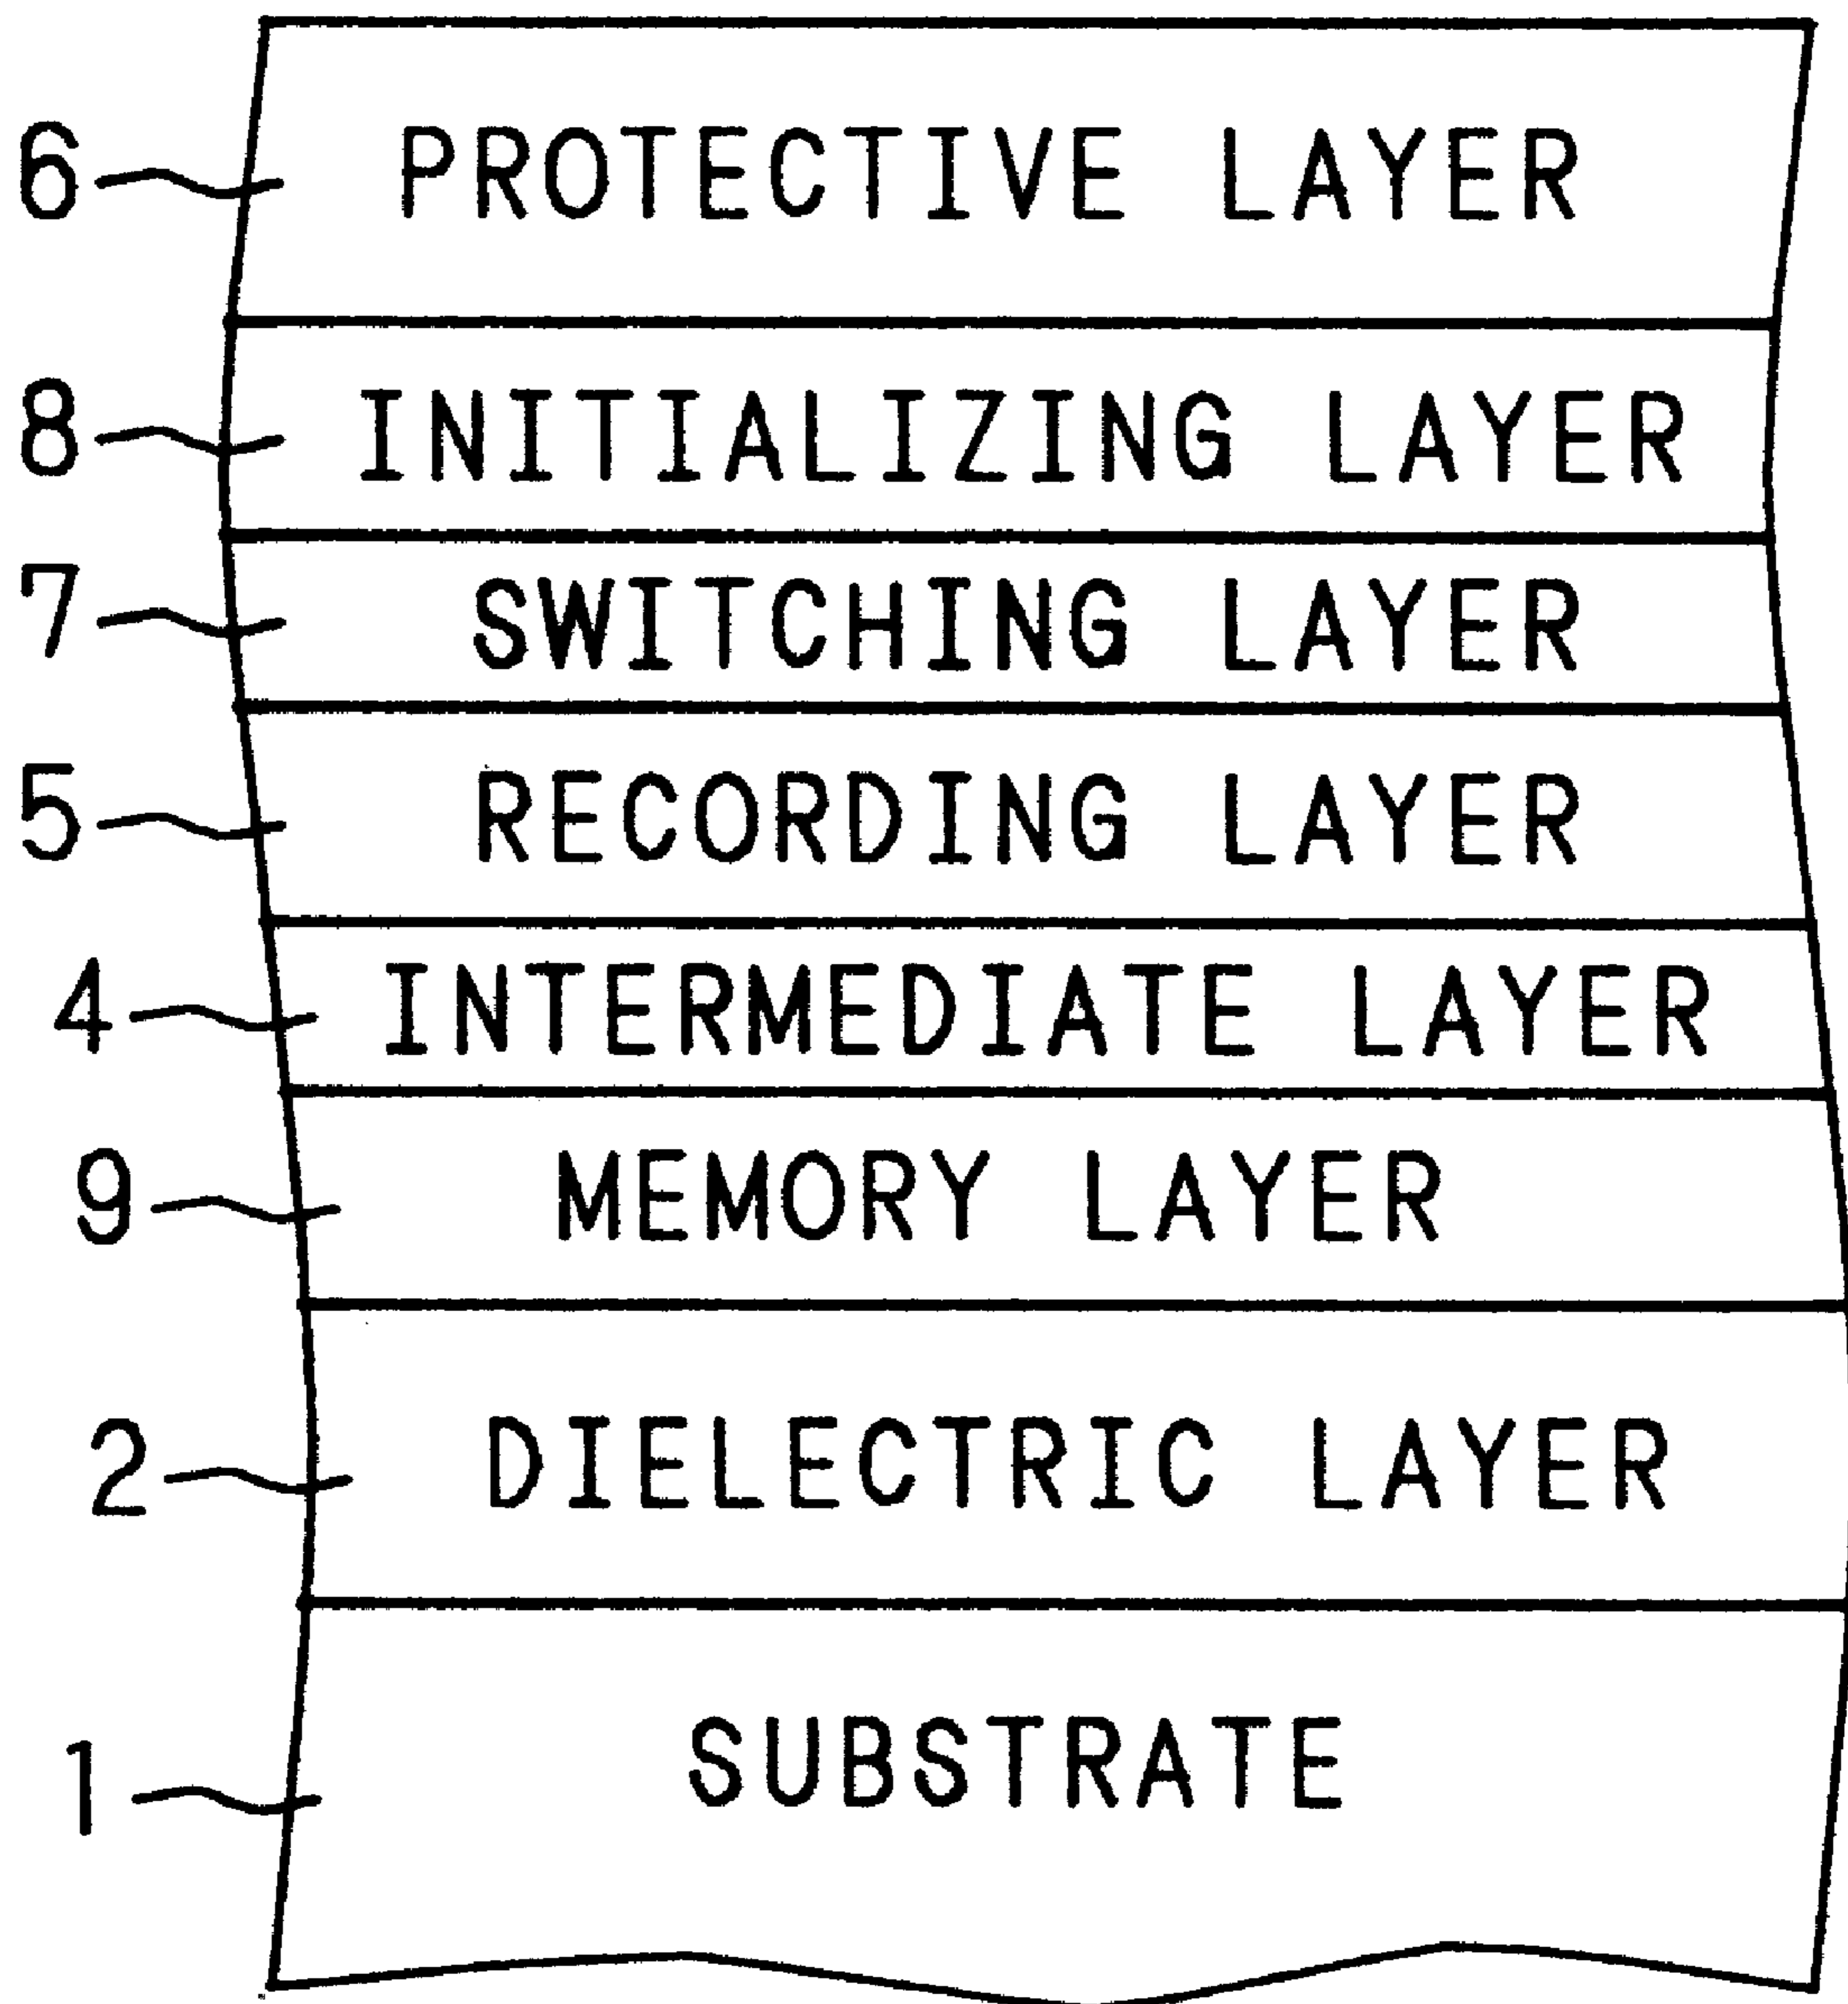 6 PROTECTIVE LAYER
8 INITIALIZING LAYER
7 SWITCHING LAYER
5 RECORDING LAYER
4 INTERMEDIATE LAYER
9 MEMORY LAYER
2 DIELECTRIC LAYER
1 SUBSTRATE